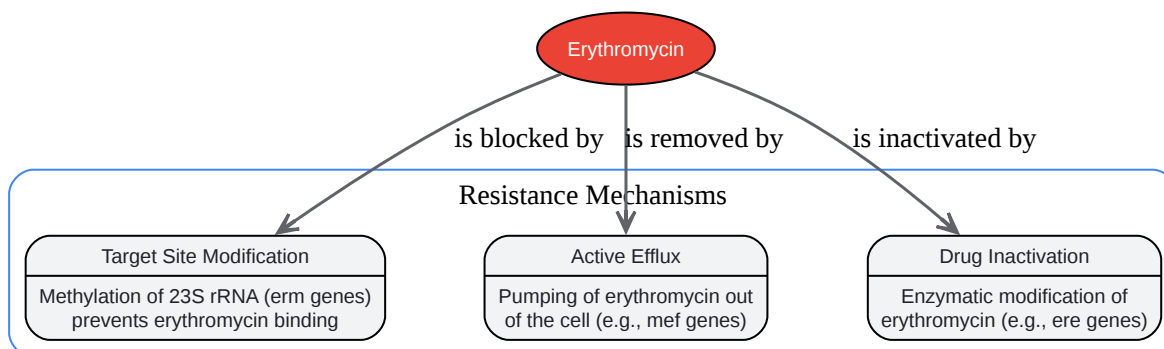 Erythromycin
is blocked by
is removed by
is inactivated by
Resistance Mechanisms
Target Site Modification
Methylation of 23S rRNA (erm genes)
prevents erythromycin binding
Active Efflux
Pumping of erythromycin out
of the cell (e.g., mef genes)
Drug Inactivation
Enzymatic modification of
erythromycin (e.g., ere genes)